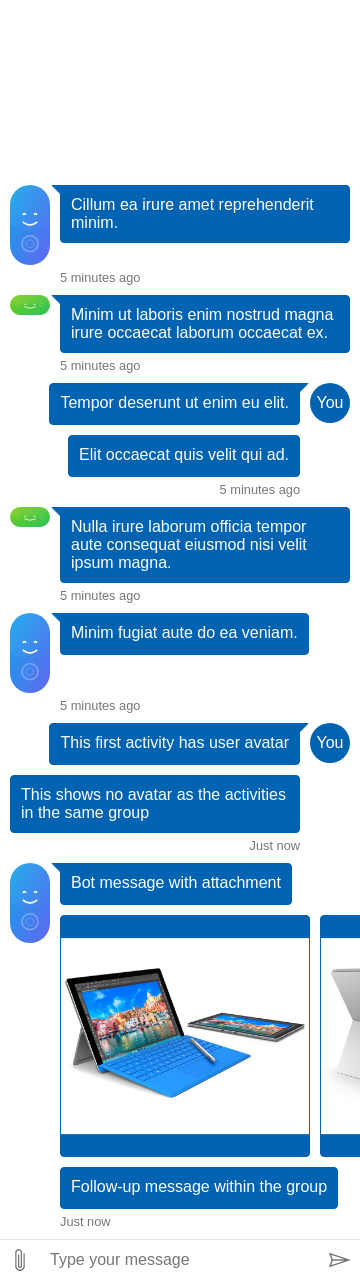 Cillum ea irure amet reprehenderit
minim.
5 minutes ago
Minim ut laboris enim nostrud magna
irure occaecat laborum occaecat ex.
5 minutes ago
Tempor deserunt ut enim eu elit.
You
Elit occaecat quis velit qui ad.
5 minutes ago
Nulla irure laborum officia tempor
aute consequat eiusmod nisi velit
ipsum magna.
5 minutes ago
Minim fugiat aute do ea veniam.
5 minutes ago
This first activity has user avatar
You
This shows no avatar as the activities
in the same group
Just now
Bot message with attachment
Follow-up message within the group
Just now
Type your message